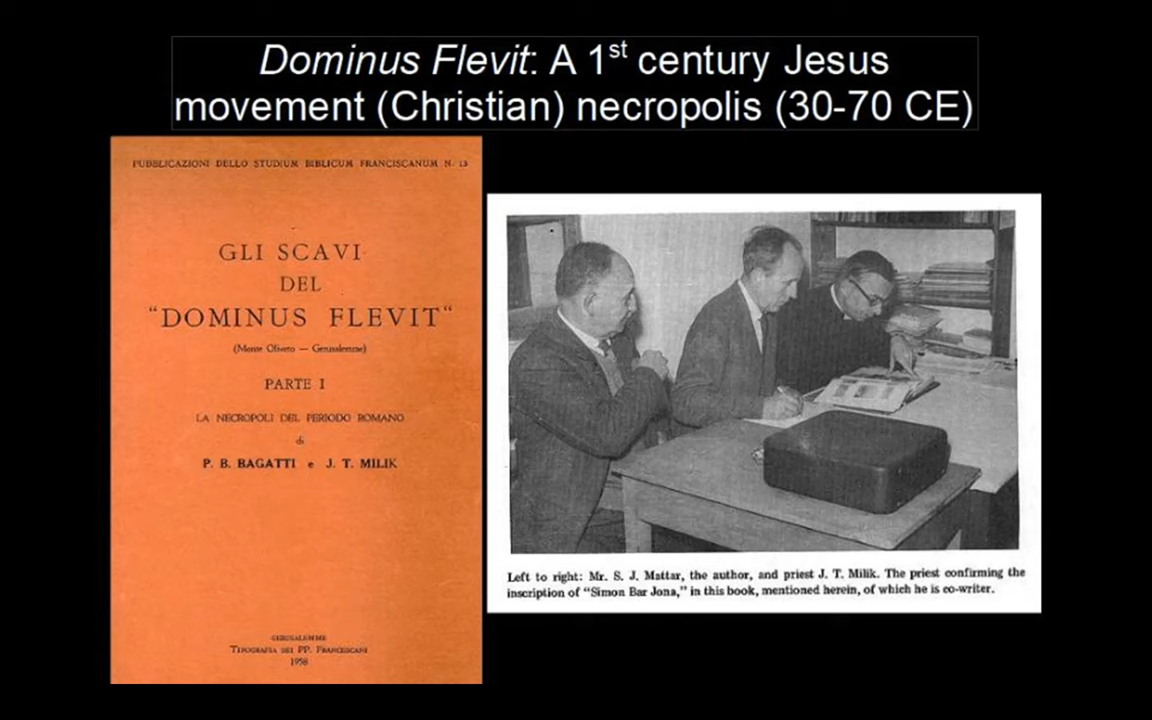 Dominus Flevit: A 1st century Jesus
movement (Christian) necropolis (30-70 CE)
PUBBLICAZIONI DELLO STUDIUM BIBLICUM FRANCISCANUM N. 13
GLI SCAVI
DEL
"DOMINUS FLEVIT"
(Monte Oliveto — Gerusalemme)
PARTE I
LA NECROPOLI DEL PERIODO ROMANO
di
P. B. BAGATTI e J. T. MILIK
GERUSALEMME
TIPOGRAFIA DEI PP. FRANCESCANI
1958
Left to right: Mr. S. J. Mattar, the author, and priest J. T. Milik. The priest confirming the
inscription of "Simon Bar Jona," in this book, mentioned herein, of which he is co-writer.